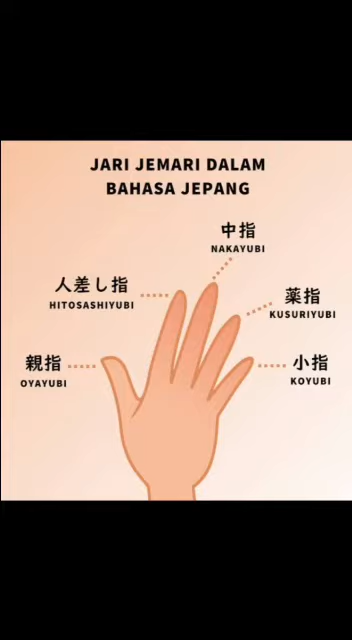 JARI JEMARI DALAM
BAHASA JEPANG
中指
NAKAYUBI
人差し指
HITOSASHIYUBI
薬指
KUSURIYUBI
親指
OYAYUBI
小指
KOYUBI